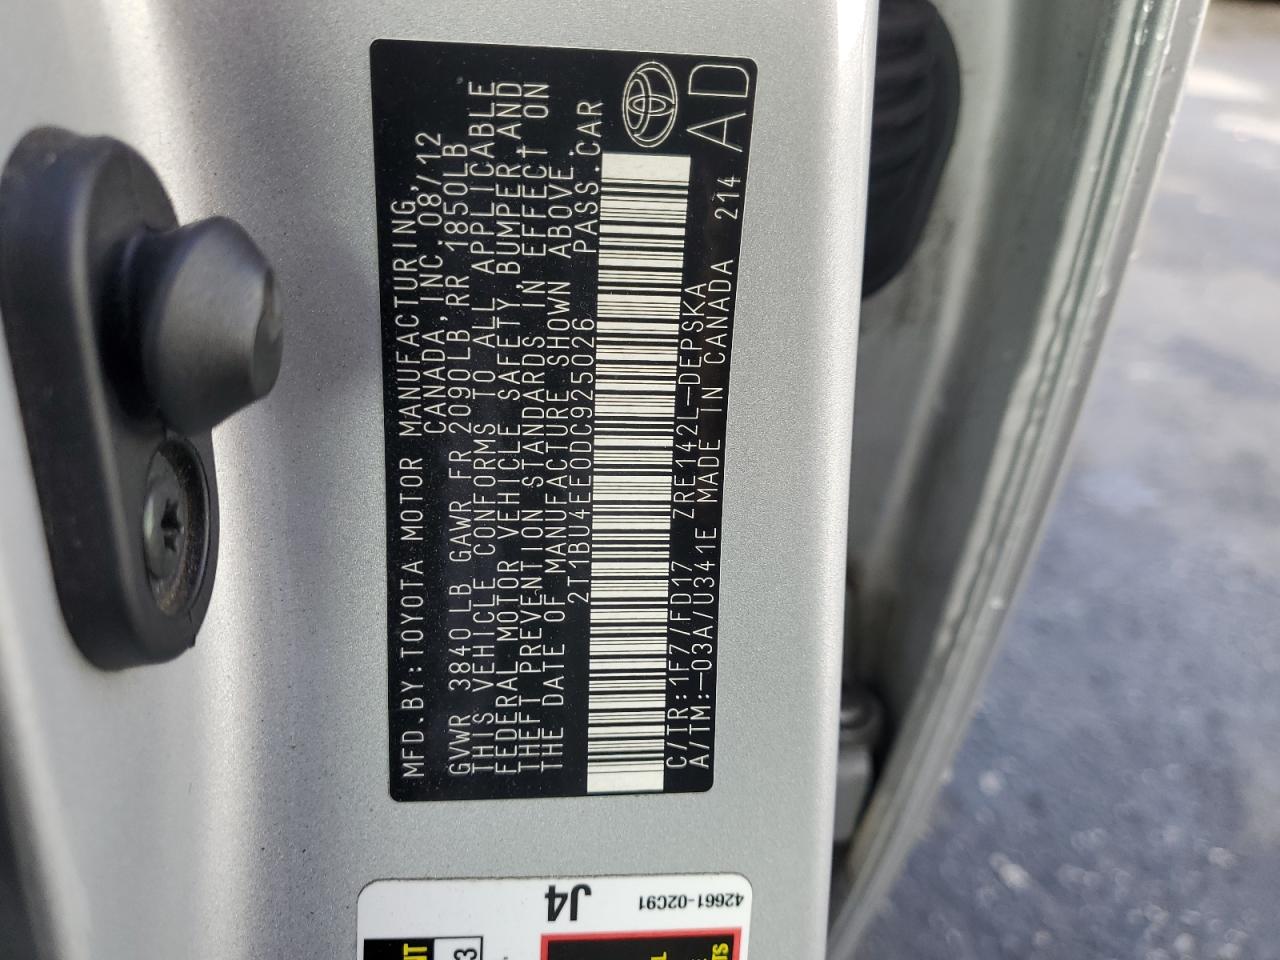 MFD.BY:TOYOTA MOTOR MANUFACTURING,
CANADA,INC.08/12
GVWR 3840LB GAWR FR 2090LB RR 1850LB
THIS VEHICLE CONFORMS TO ALL APPLICABLE
FEDERAL MOTOR VEHICLE SAFETY, BUMPER AND
THEFT PREVENTION STANDARDS IN EFFECT ON
THE DATE OF MANUFACTURE SHOWN ABOVE.
2T1BU4EE0DC925026 PASS.CAR
C/TR:1F7/FD17 ZRE142L-DEPSKA
A/TM:-03A/U341E MADE IN CANADA 214
AD
J4
42661-02C91